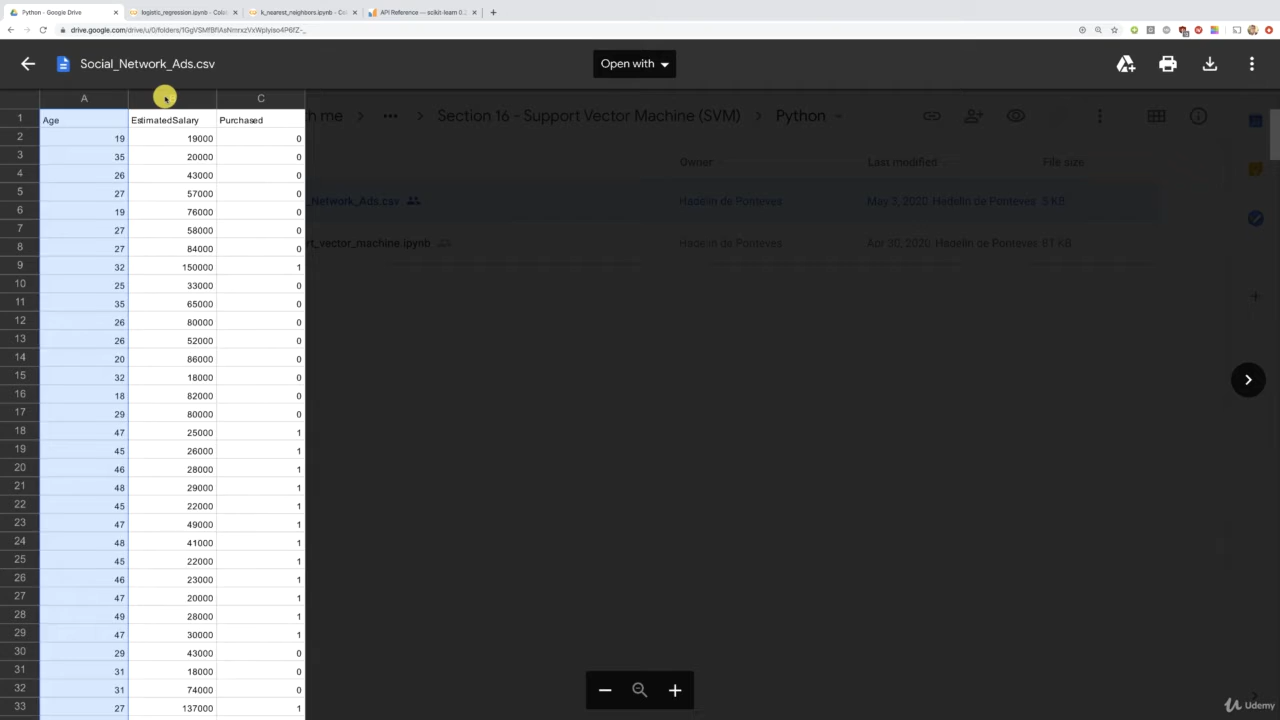 Python - Google Drive
logistic_regression.ipynb - Cola
k_nearest_neighbors.ipynb - Co
API Reference — scikit-learn 0.2
drive.google.com/drive/u/0/folders/
Social_Network_Ads.csv
Open with
A C
1 Age EstimatedSalary Purchased
2 19 19000 0
3 35 20000 0
4 26 43000 0
5 27 57000 0
6 19 76000 0
7 27 58000 0
8 27 84000 0
9 32 150000 1
10 25 33000 0
11 35 65000 0
12 26 80000 0
13 26 52000 0
14 20 86000 0
15 32 18000 0
16 18 82000 0
17 29 80000 0
18 47 25000 1
19 45 26000 1
20 46 28000 1
21 48 29000 1
22 45 22000 1
23 47 49000 1
24 48 41000 1
25 45 22000 1
26 46 23000 1
27 47 20000 1
28 49 28000 1
29 47 30000 1
30 29 43000 0
31 31 18000 0
32 31 74000 0
33 27 137000 1
th me > ••• > Section 16 - Support Vector Machine (SVM) > Python
Owner Last modified File size
_Network_Ads.csv Hadelin de Ponteves May 3, 2020 Hadelin de Ponteves 5 KB
rt_vector_machine.ipynb Hadelin de Ponteves Apr 30, 2020 Hadelin de Ponteves 81 KB
Udemy